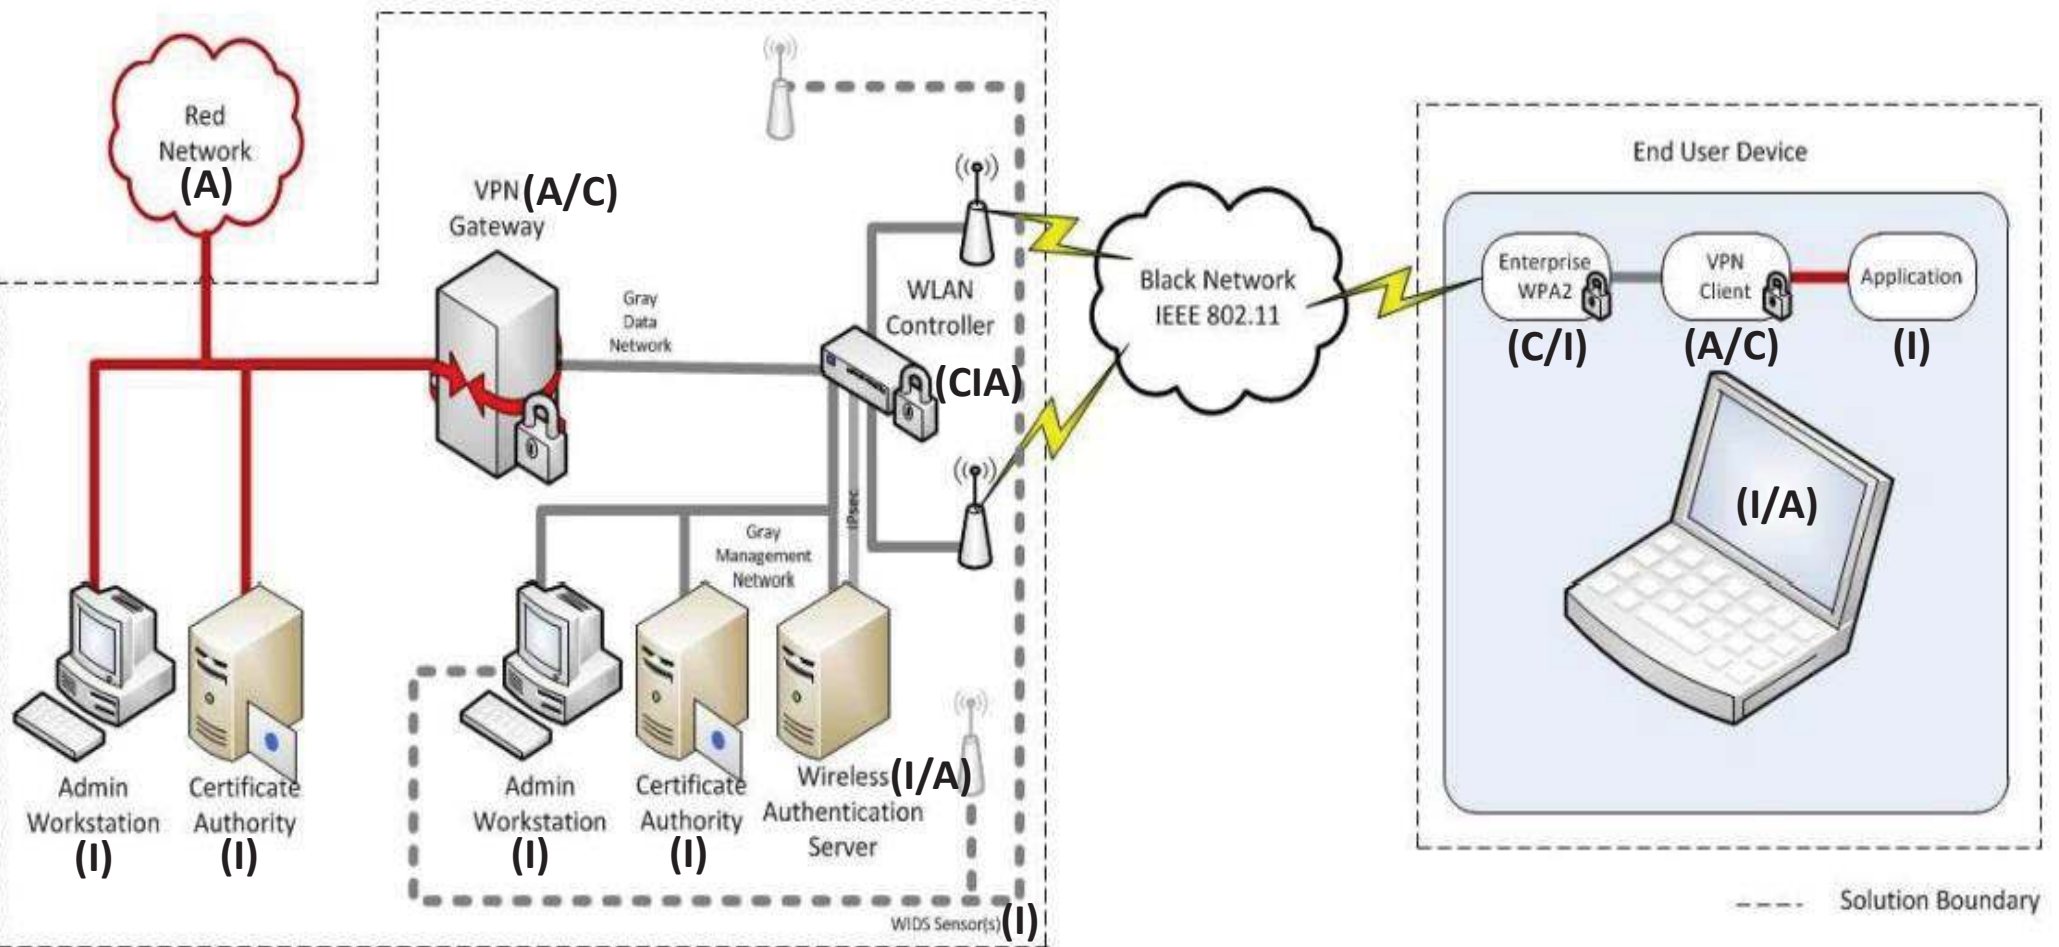 Red
Network
(A)
VPN (A/C)
Gateway
Gray
Data
Network
WLAN
Controller
(CIA)
Black Network
IEEE 802.11
End User Device
Enterprise
WPA2
(C/I)
VPN
Client
(A/C)
Application
(I)
(I/A)
IPsec
Gray
Management
Network
Admin
Workstation
(I)
Certificate
Authority
(I)
Admin
Workstation
(I)
Certificate
Authority
(I)
Wireless (I/A)
Authentication
Server
WIDS Sensor(s) (I)
Solution Boundary